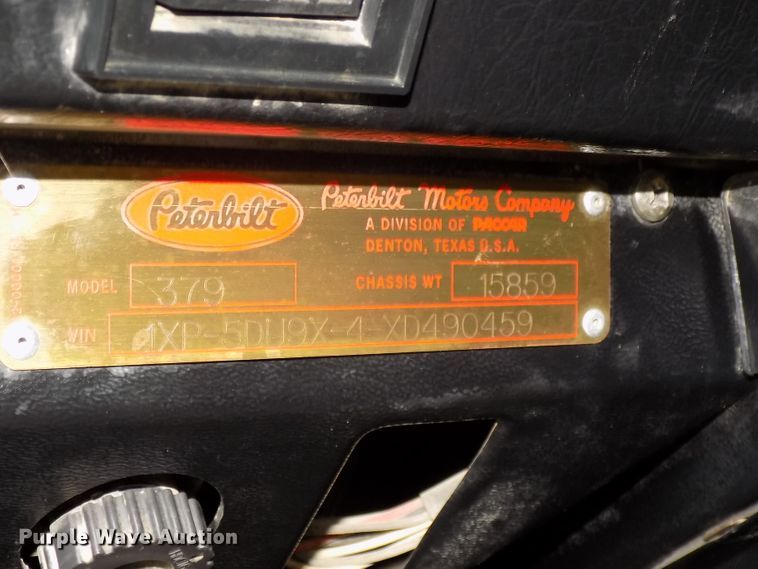 Peterbilt
Peterbilt Motors Company
A DIVISION OF PACCAR
DENTON, TEXAS U.S.A.
MODEL 379 CHASSIS WT 15859
VIN 1XP-5DU9X-4-XD490459
Purple Wave Auction